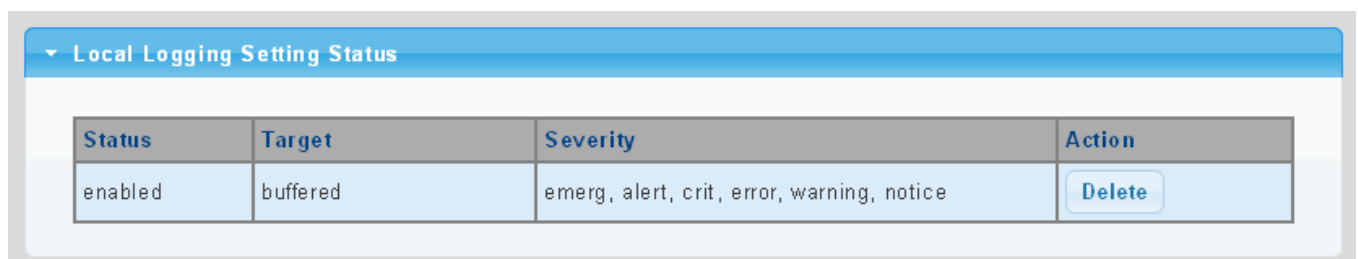 Local Logging Setting Status
Status Target Severity Action
enabled buffered emerg, alert, crit, error, warning, notice Delete